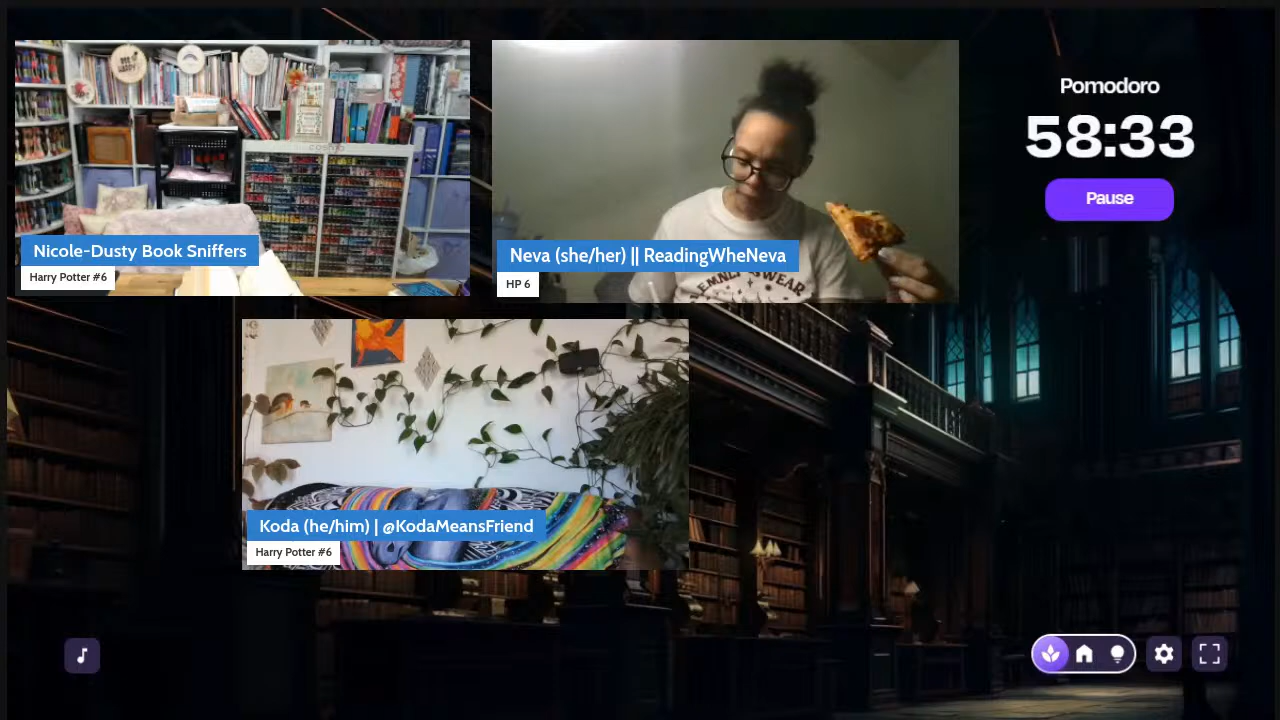 Nicole-Dusty Book Sniffers
Harry Potter #6
Neva (she/her) || ReadingWheNeva
HP 6
Koda (he/him) | @KodaMeansFriend
Harry Potter #6
Pomodoro
58:33
Pause